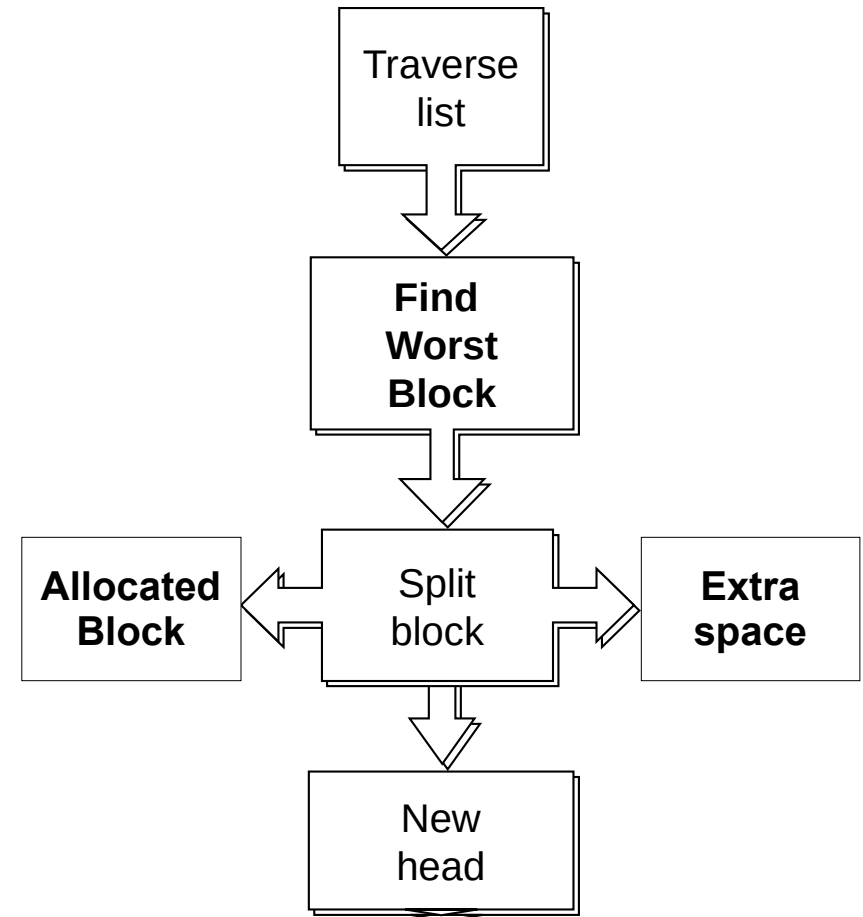 Traverse
list
Find
Worst
Block
Allocated
Block
Split
block
Extra
space
New
head